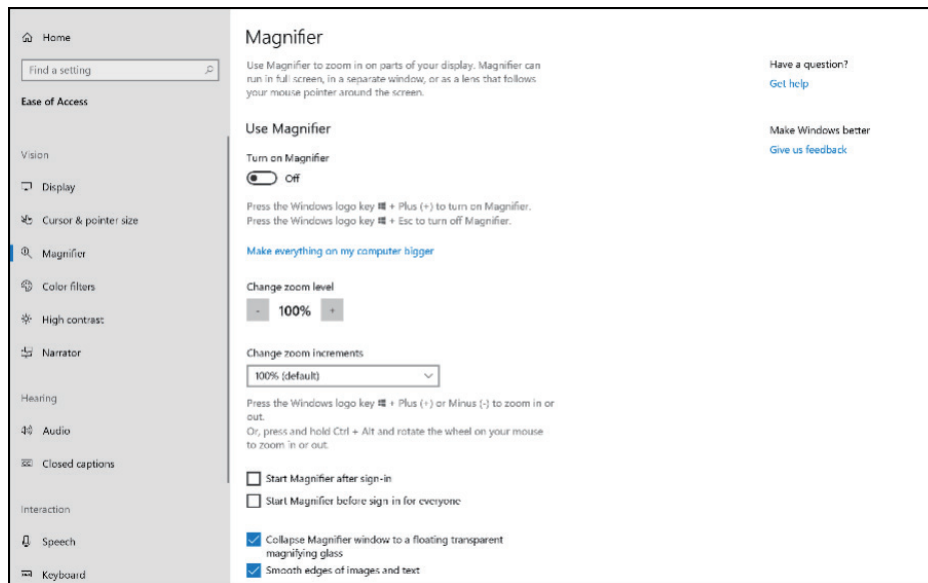 Home
Find a setting
Ease of Access
Vision
Display
Cursor & pointer size
Magnifier
Color filters
High contrast
Narrator
Hearing
Audio
Closed captions
Interaction
Speech
Keyboard
Magnifier
Use Magnifier to zoom in on parts of your display. Magnifier can
run in full screen, in a separate window, or as a lens that follows
your mouse pointer around the screen.
Use Magnifier
Turn on Magnifier
Off
Press the Windows logo key + Plus (+) to turn on Magnifier.
Press the Windows logo key + Esc to turn off Magnifier.
Make everything on my computer bigger
Change zoom level
- 100% +
Change zoom increments
100% (default)
Press the Windows logo key + Plus (+) or Minus (-) to zoom in or
out.
Or, press and hold Ctrl + Alt and rotate the wheel on your mouse
to zoom in or out.
Start Magnifier after sign-in
Start Magnifier before sign in for everyone
Collapse Magnifier window to a floating transparent
magnifying glass
Smooth edges of images and text
Have a question?
Get help
Make Windows better
Give us feedback